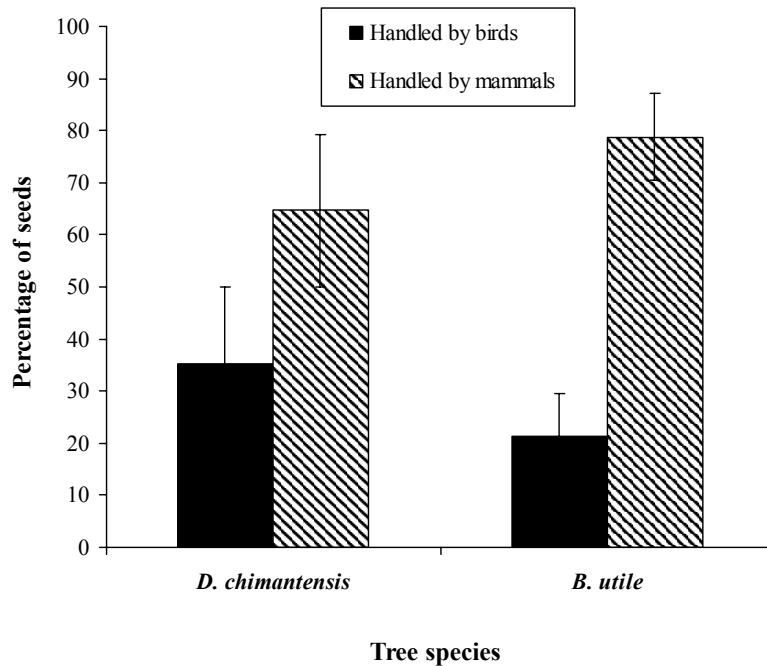 100
90
80
70
60
50
40
30
20
10
0
Percentage of seeds
Handled by birds
Handled by mammals
D. chimantensis
B. utile
Tree species